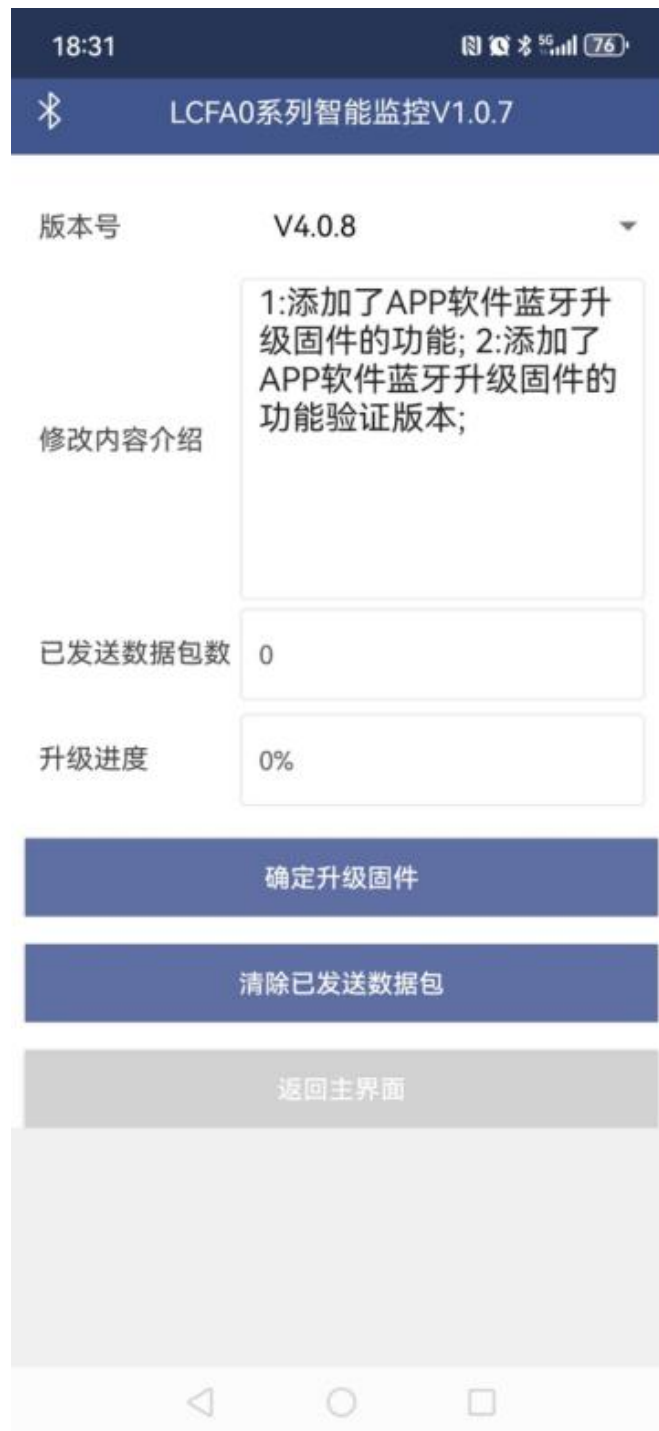 18:31 5G 76
LCFA0系列智能监控V1.0.7
版本号 V4.0.8
修改内容介绍
1:添加了APP软件蓝牙升
级固件的功能; 2:添加了
APP软件蓝牙升级固件的
功能验证版本;
已发送数据包数 0
升级进度 0%
确定升级固件
清除已发送数据包
返回主界面